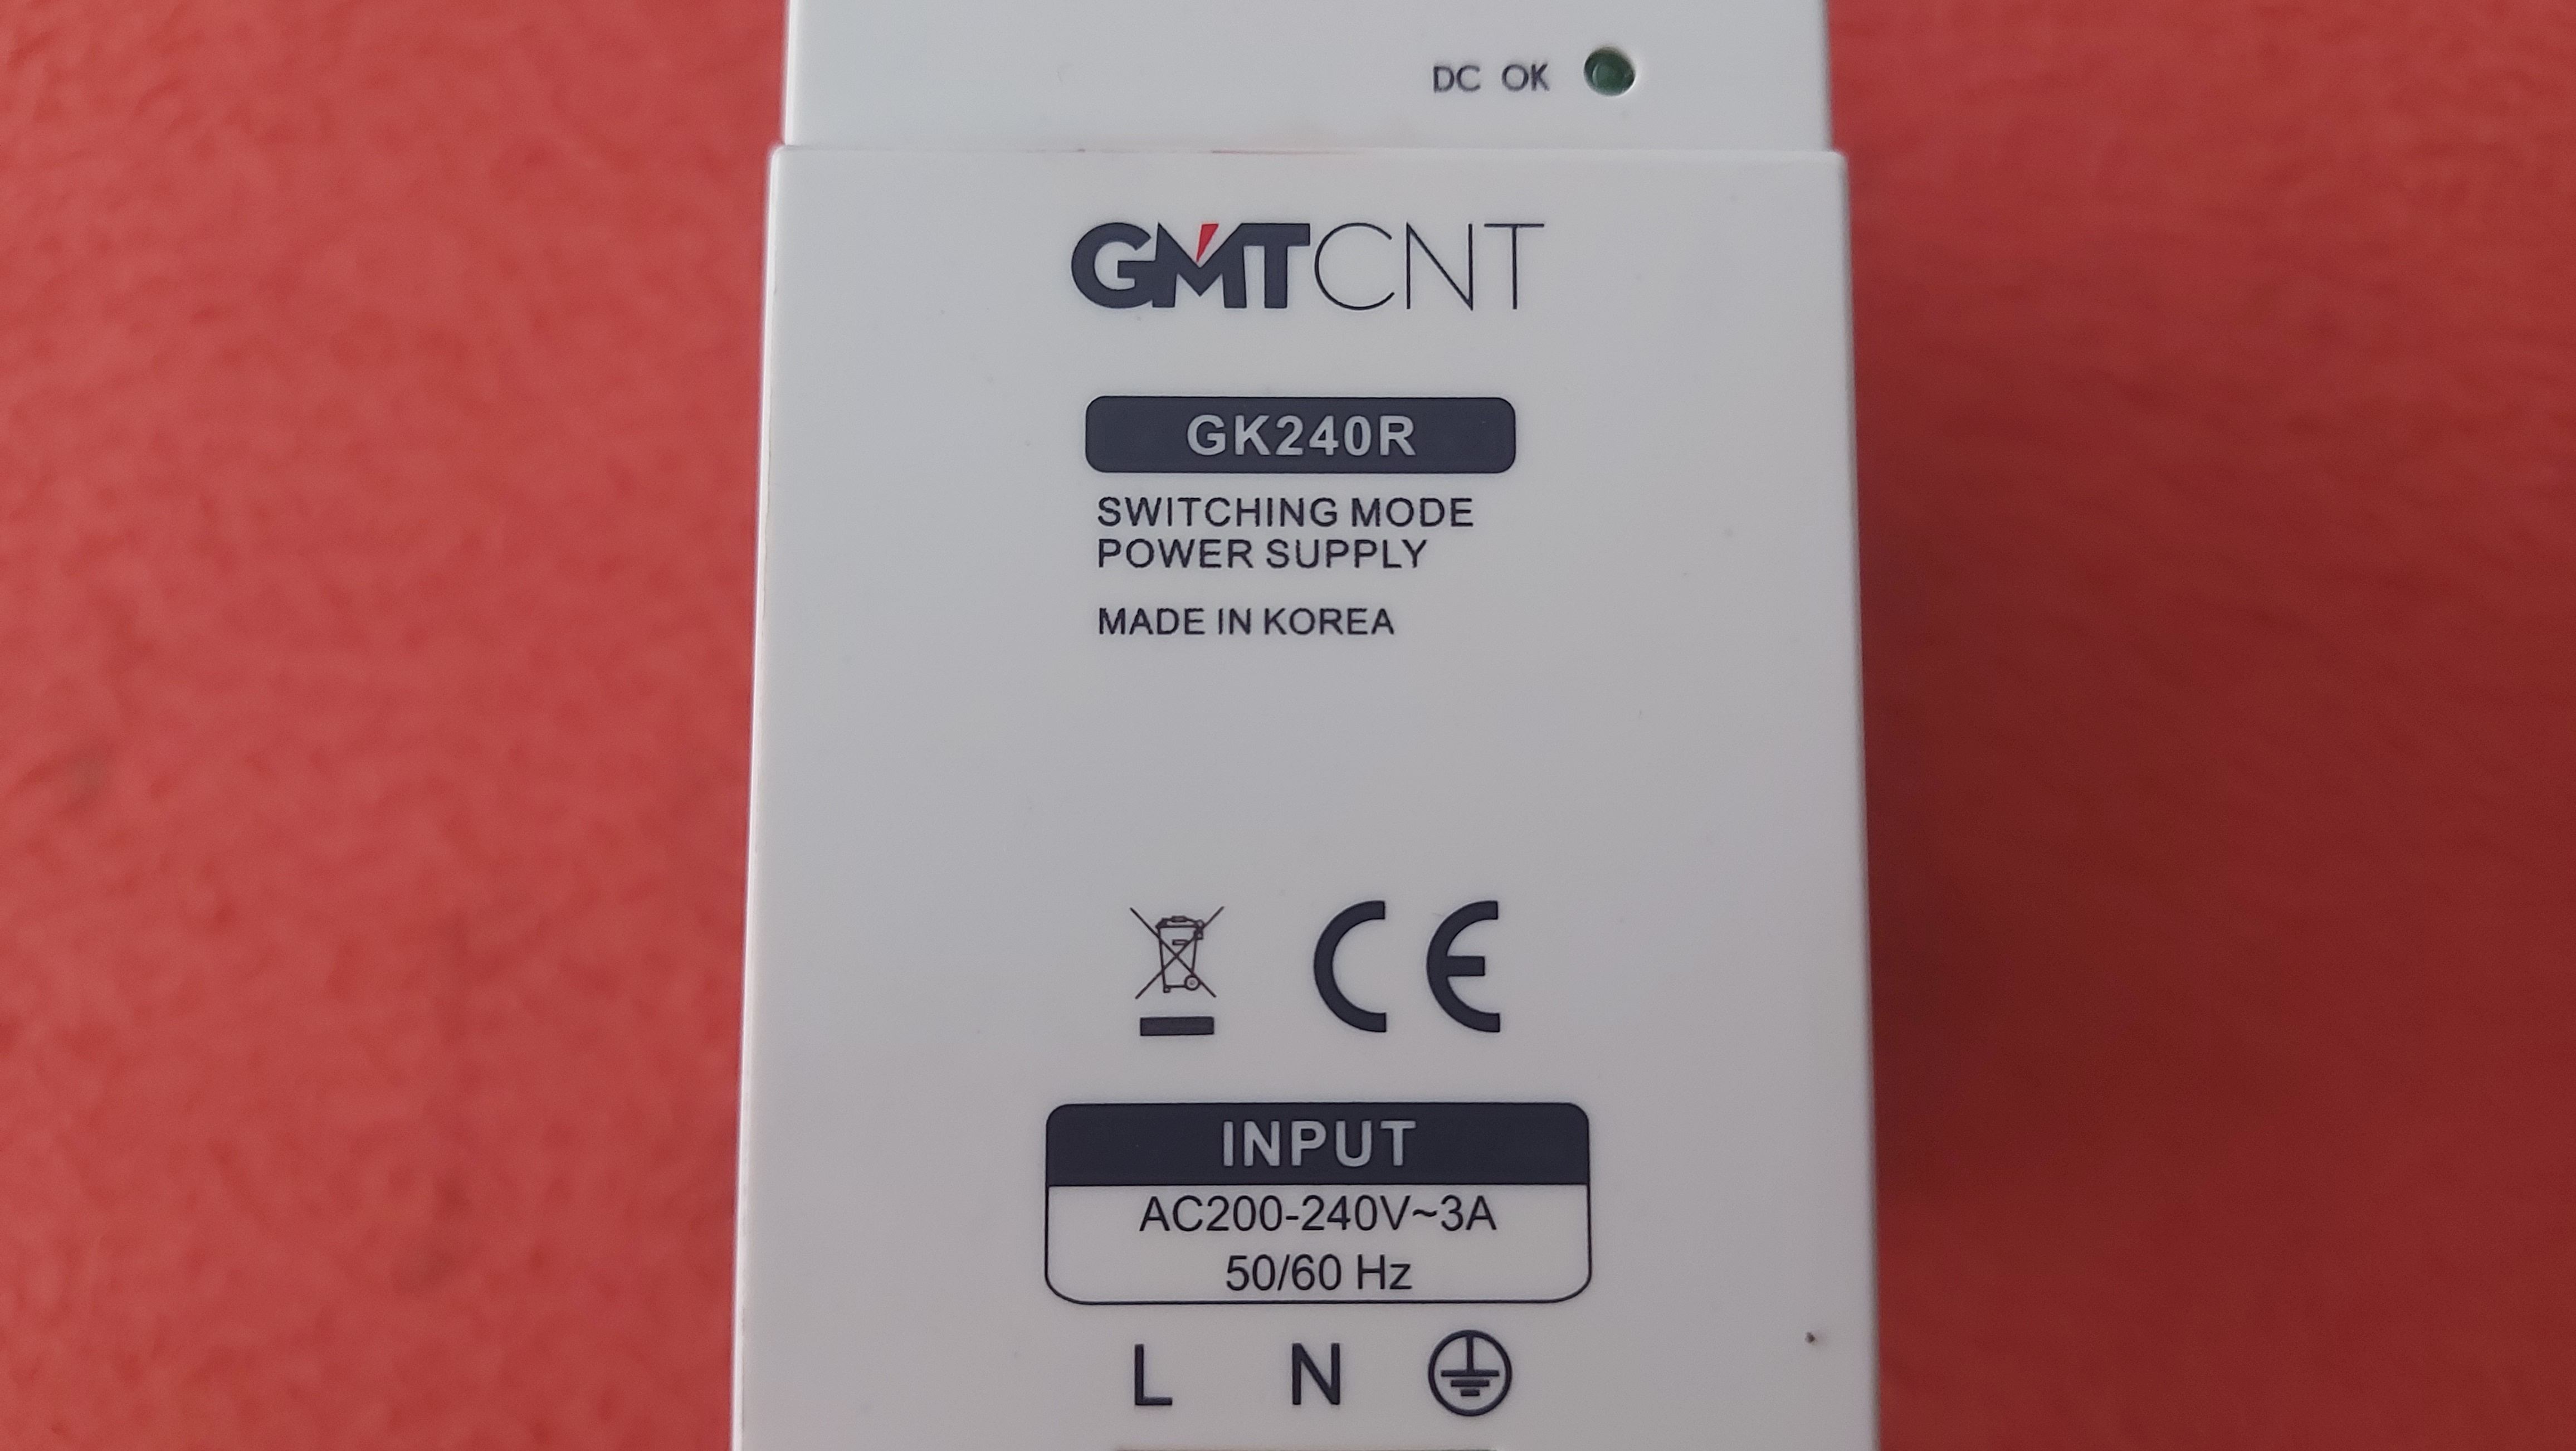 DC OK
GMTCNT
GK240R
SWITCHING MODE
POWER SUPPLY
MADE IN KOREA
CE
INPUT
AC200-240V~3A
50/60 Hz
L N